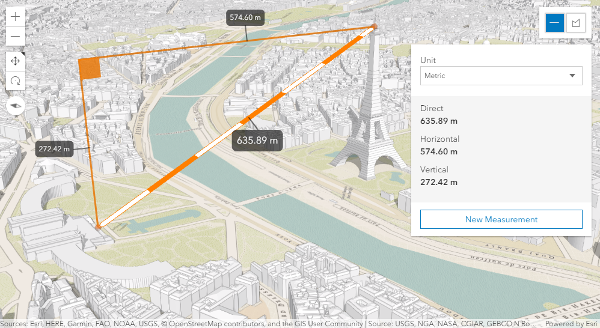 574.60 m
272.42 m
635.89 m
Unit
Metric
Direct
635.89 m
Horizontal
574.60 m
Vertical
272.42 m
New Measurement
Sources: Esri, HERE, Garmin, FAO, NOAA, USGS, © OpenStreetMap contributors, and the GIS User Community | Source: USGS, NGA, NASA, CGIAR, GEBCO,N Ro... Powered by Esri